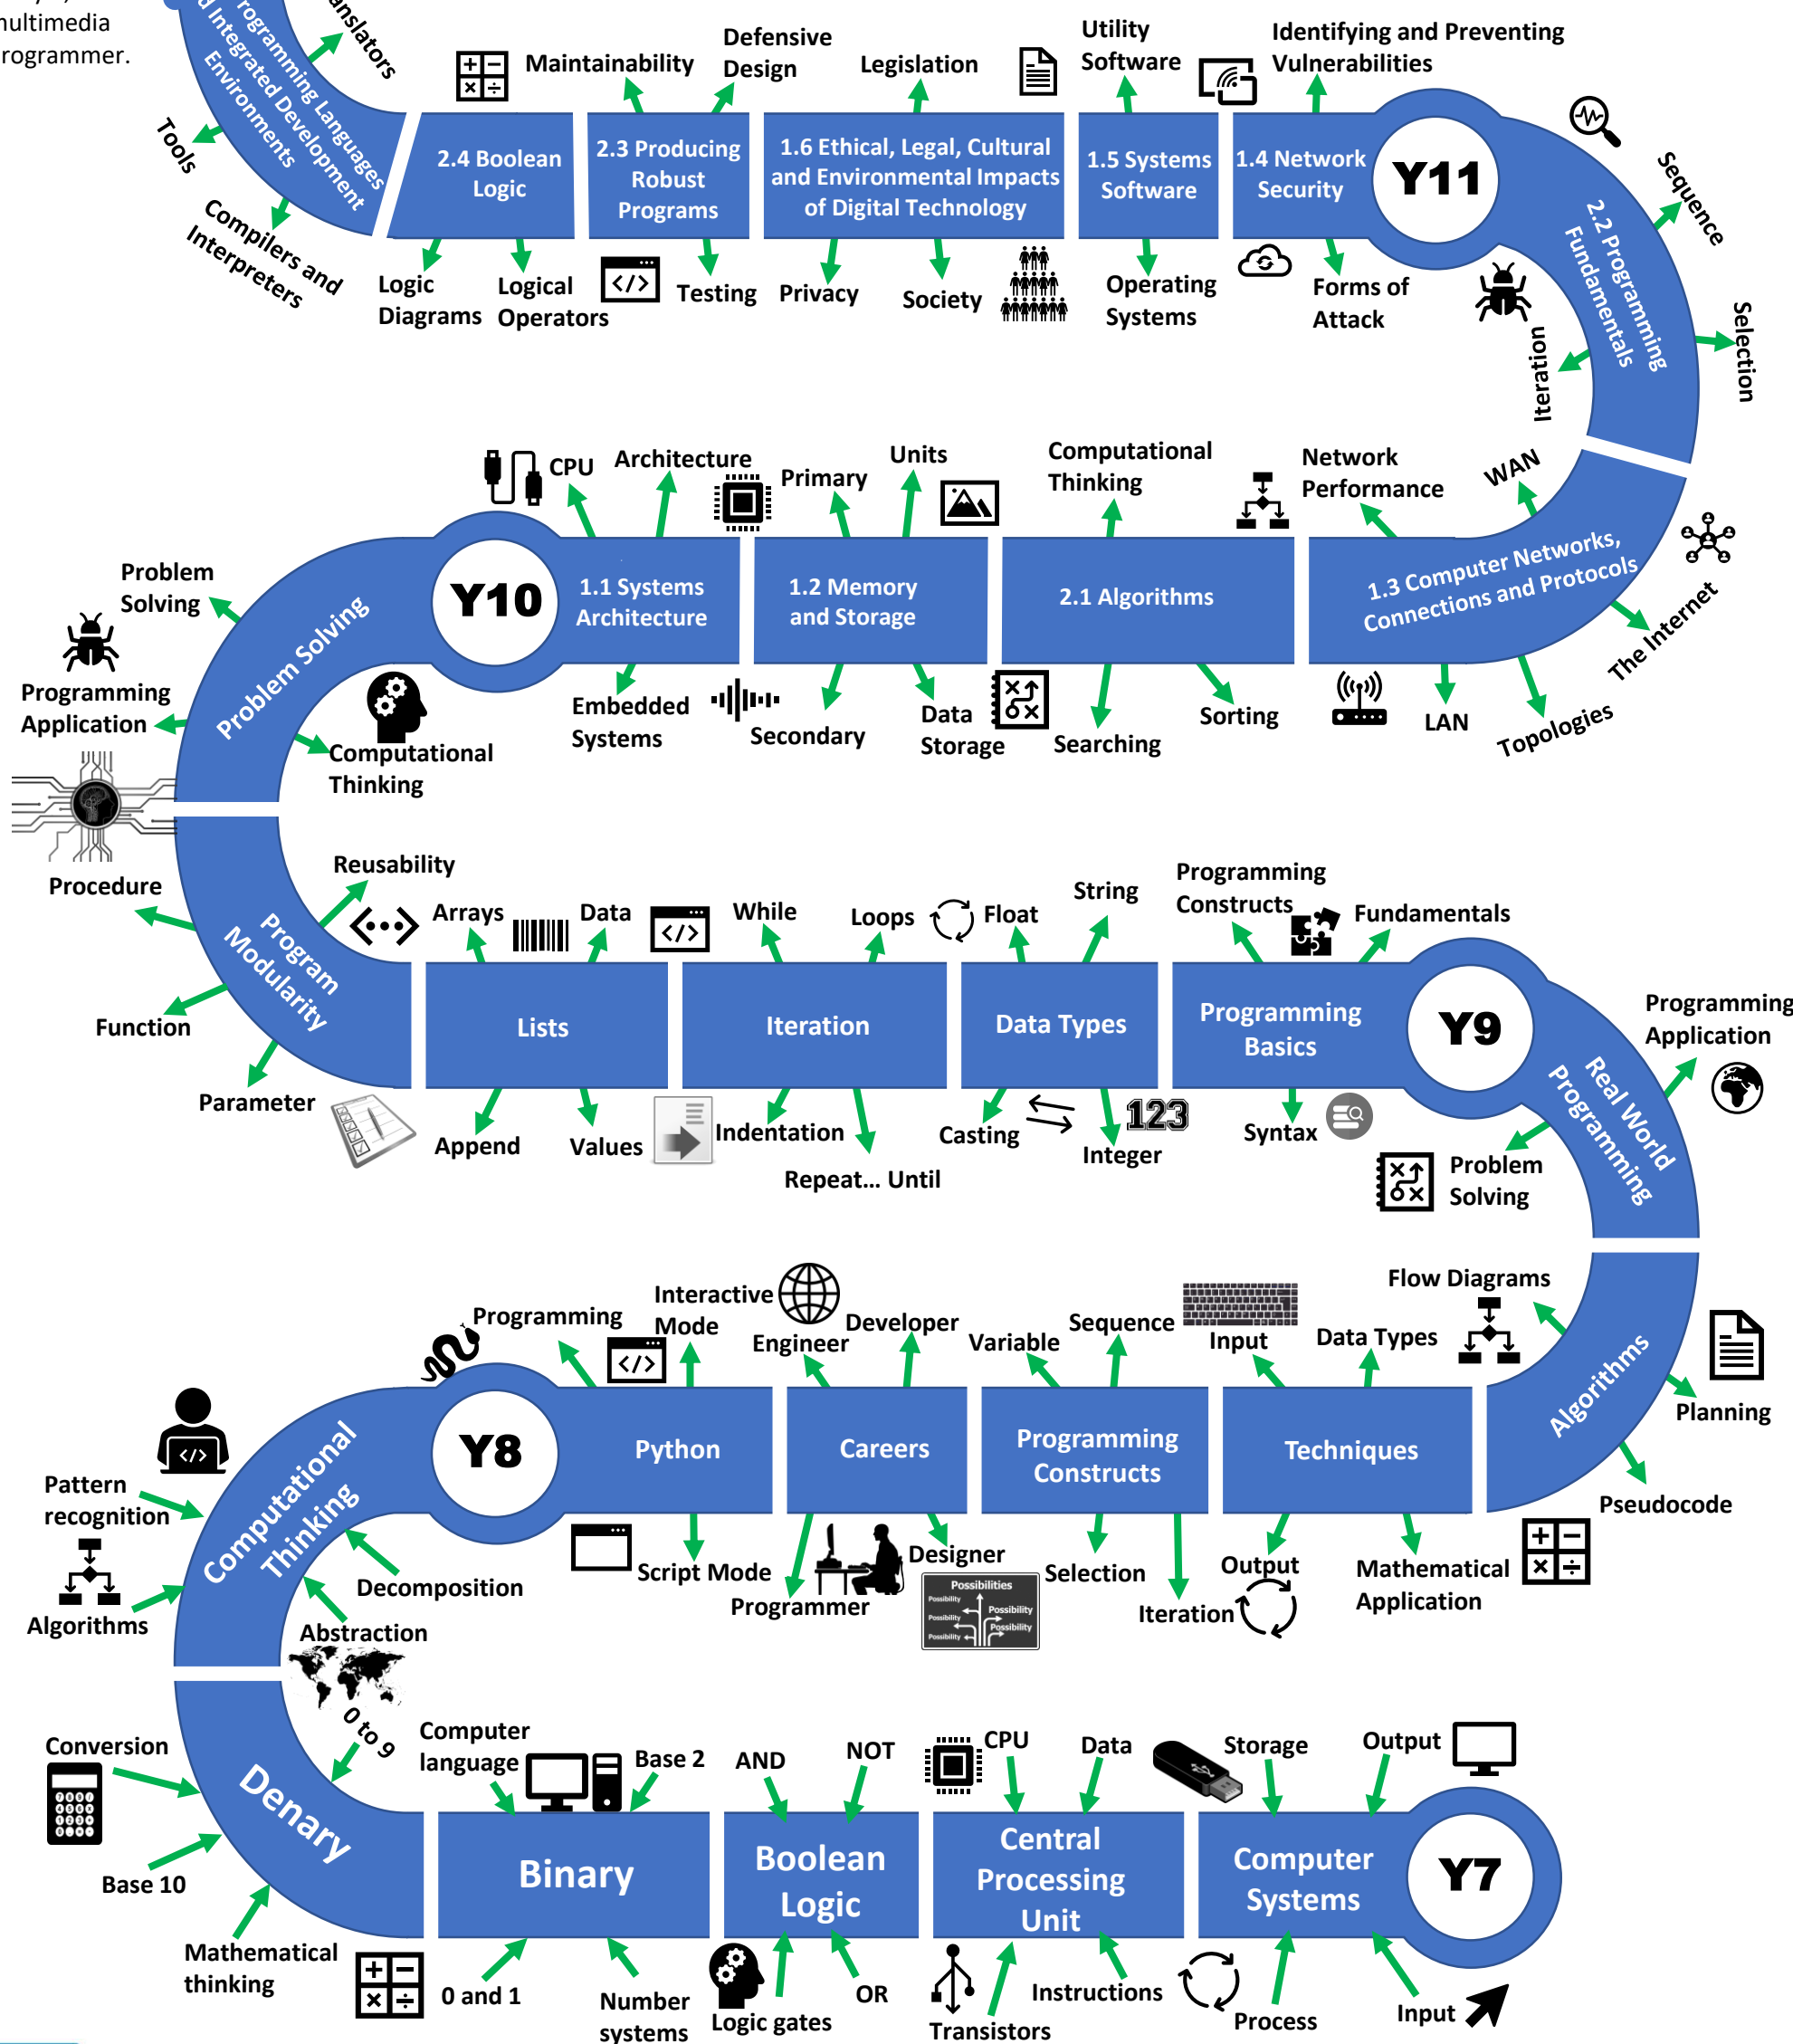 multimedia
rogrammer.
rogramming Languages
d Integrated Development
Environments
anslators
Tools
Compilers and
Interpreters
2.4 Boolean
Logic
Logic
Diagrams
Logical
Operators
2.3 Producing
Robust
Programs
Maintainability
Defensive
Design
Testing
1.6 Ethical, Legal, Cultural
and Environmental Impacts
of Digital Technology
Legislation
Privacy
Society
1.5 Systems
Software
Utility
Software
Operating
Systems
1.4 Network
Security
Identifying and Preventing
Vulnerabilities
Forms of
Attack
Y11
2.2 Programming
Fundamentals
Sequence
Selection
Iteration
Problem Solving
Problem
Solving
Programming
Application
Computational
Thinking
Y10
1.1 Systems
Architecture
CPU
Architecture
Embedded
Systems
1.2 Memory
and Storage
Primary
Units
Secondary
Data
Storage
2.1 Algorithms
Computational
Thinking
Searching
Sorting
1.3 Computer Networks,
Connections and Protocols
Network
Performance
WAN
The Internet
Topologies
LAN
Program
Modularity
Reusability
Procedure
Function
Parameter
Lists
Arrays
Data
Append
Values
Iteration
While
Loops
Indentation
Repeat... Until
Data Types
Float
String
Casting
Integer
123
Programming
Basics
Programming
Constructs
Fundamentals
Syntax
Y9
Real World
Programming
Programming
Application
Problem
Solving
Computational
Thinking
Pattern
recognition
Algorithms
Decomposition
Abstraction
Y8
Python
Programming
Interactive
Mode
Script Mode
Careers
Engineer
Developer
Programmer
Designer
Possibilities
Possibility
Possibility
Possibility
Possibility
Possibility
Programming
Constructs
Variable
Sequence
Selection
Iteration
Techniques
Input
Data Types
Output
Mathematical
Application
Algorithms
Flow Diagrams
Planning
Pseudocode
Denary
Conversion
0 to 9
Base 10
Mathematical
thinking
Binary
Computer
language
Base 2
0 and 1
Number
systems
Boolean
Logic
AND
NOT
Logic gates
OR
Central
Processing
Unit
CPU
Data
Transistors
Instructions
Computer
Systems
Storage
Output
Process
Input
Y7